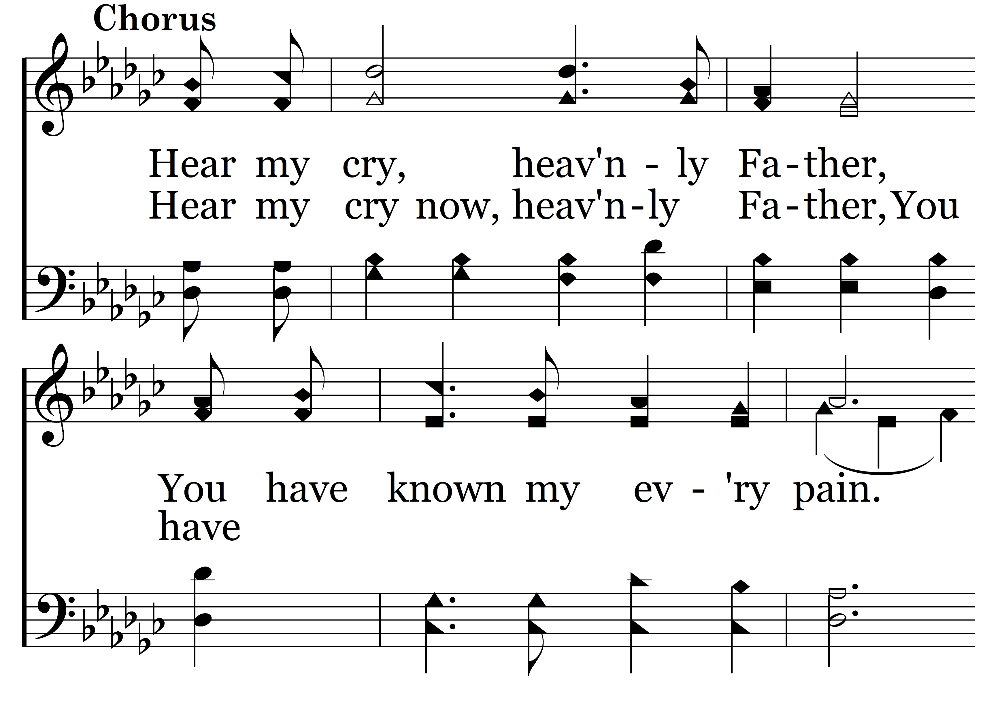 Chorus
Hear my cry, heav'n - ly Fa - ther,
Hear my cry now, heav'n - ly Fa - ther, You
You have known my ev - 'ry pain.
have